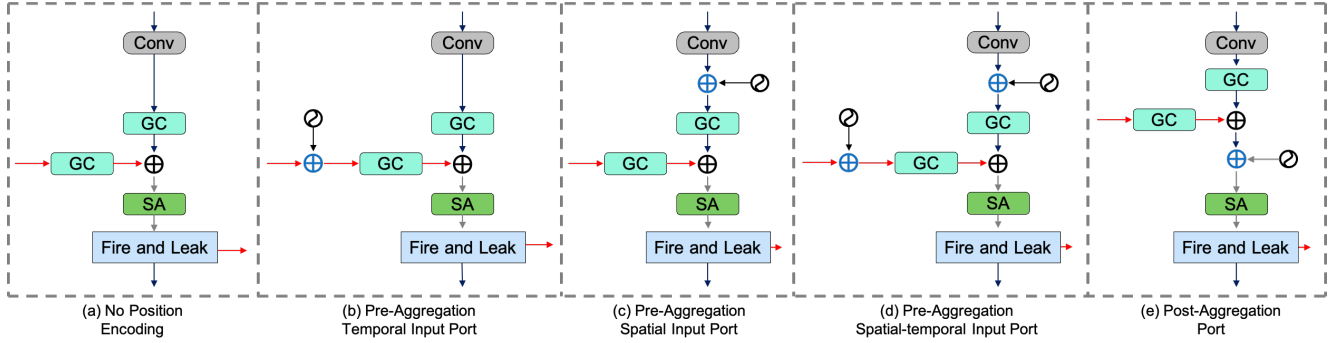 Conv
GC
GC
SA
Fire and Leak
(a) No Position
Encoding
Conv
GC
GC
SA
Fire and Leak
(b) Pre-Aggregation
Temporal Input Port
Conv
GC
GC
SA
Fire and Leak
(c) Pre-Aggregation
Spatial Input Port
Conv
GC
GC
SA
Fire and Leak
(d) Pre-Aggregation
Spatial-temporal Input Port
Conv
GC
GC
SA
Fire and Leak
(e) Post-Aggregation
Port